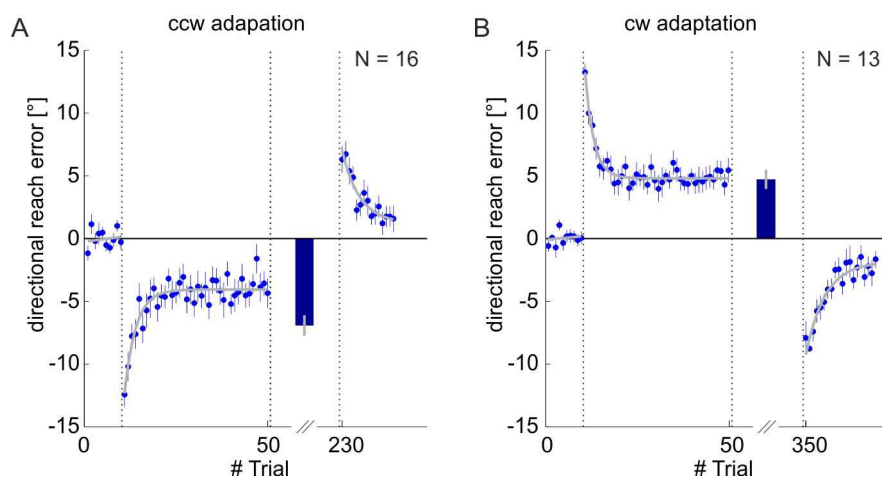 A
ccw adapation
N = 16
directional reach error [°]
15
10
5
0
-5
-10
-15
0
50
230
# Trial
B
cw adaptation
N = 13
directional reach error [°]
15
10
5
0
-5
-10
-15
0
50
350
# Trial